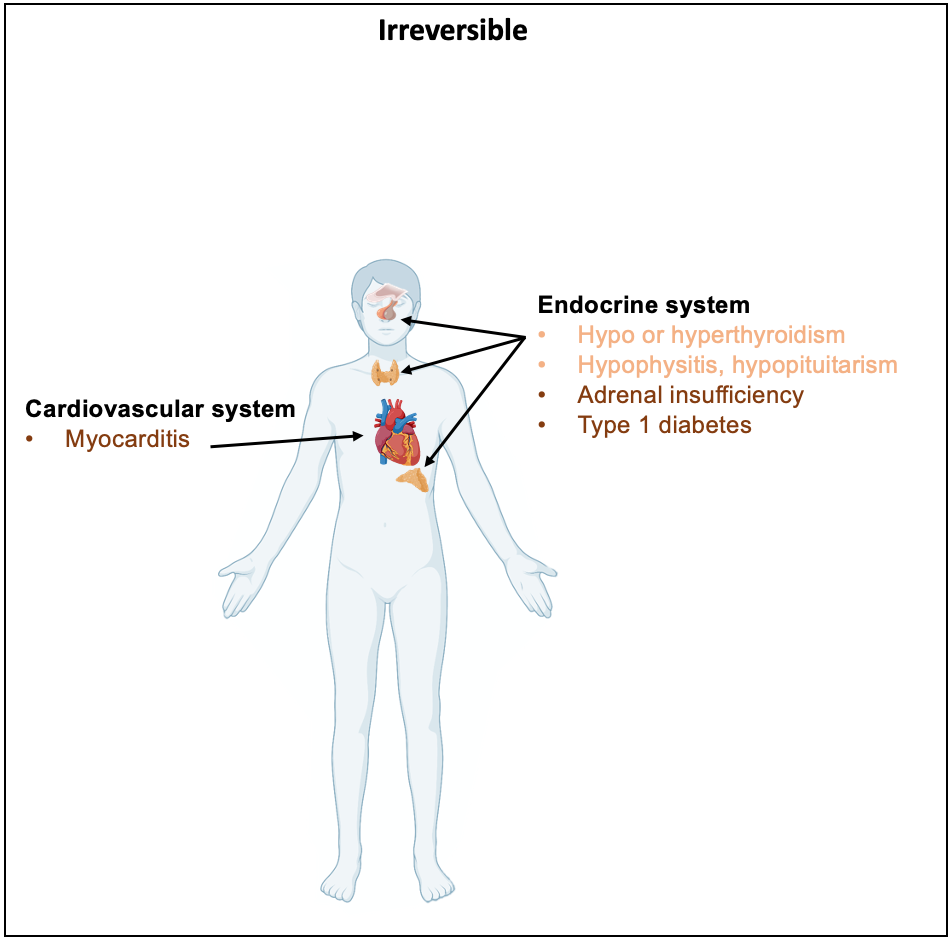 Irreversible
Endocrine system
• Hypo or hyperthyroidism
• Hypophysitis, hypopituitarism
• Adrenal insufficiency
• Type 1 diabetes
Cardiovascular system
• Myocarditis